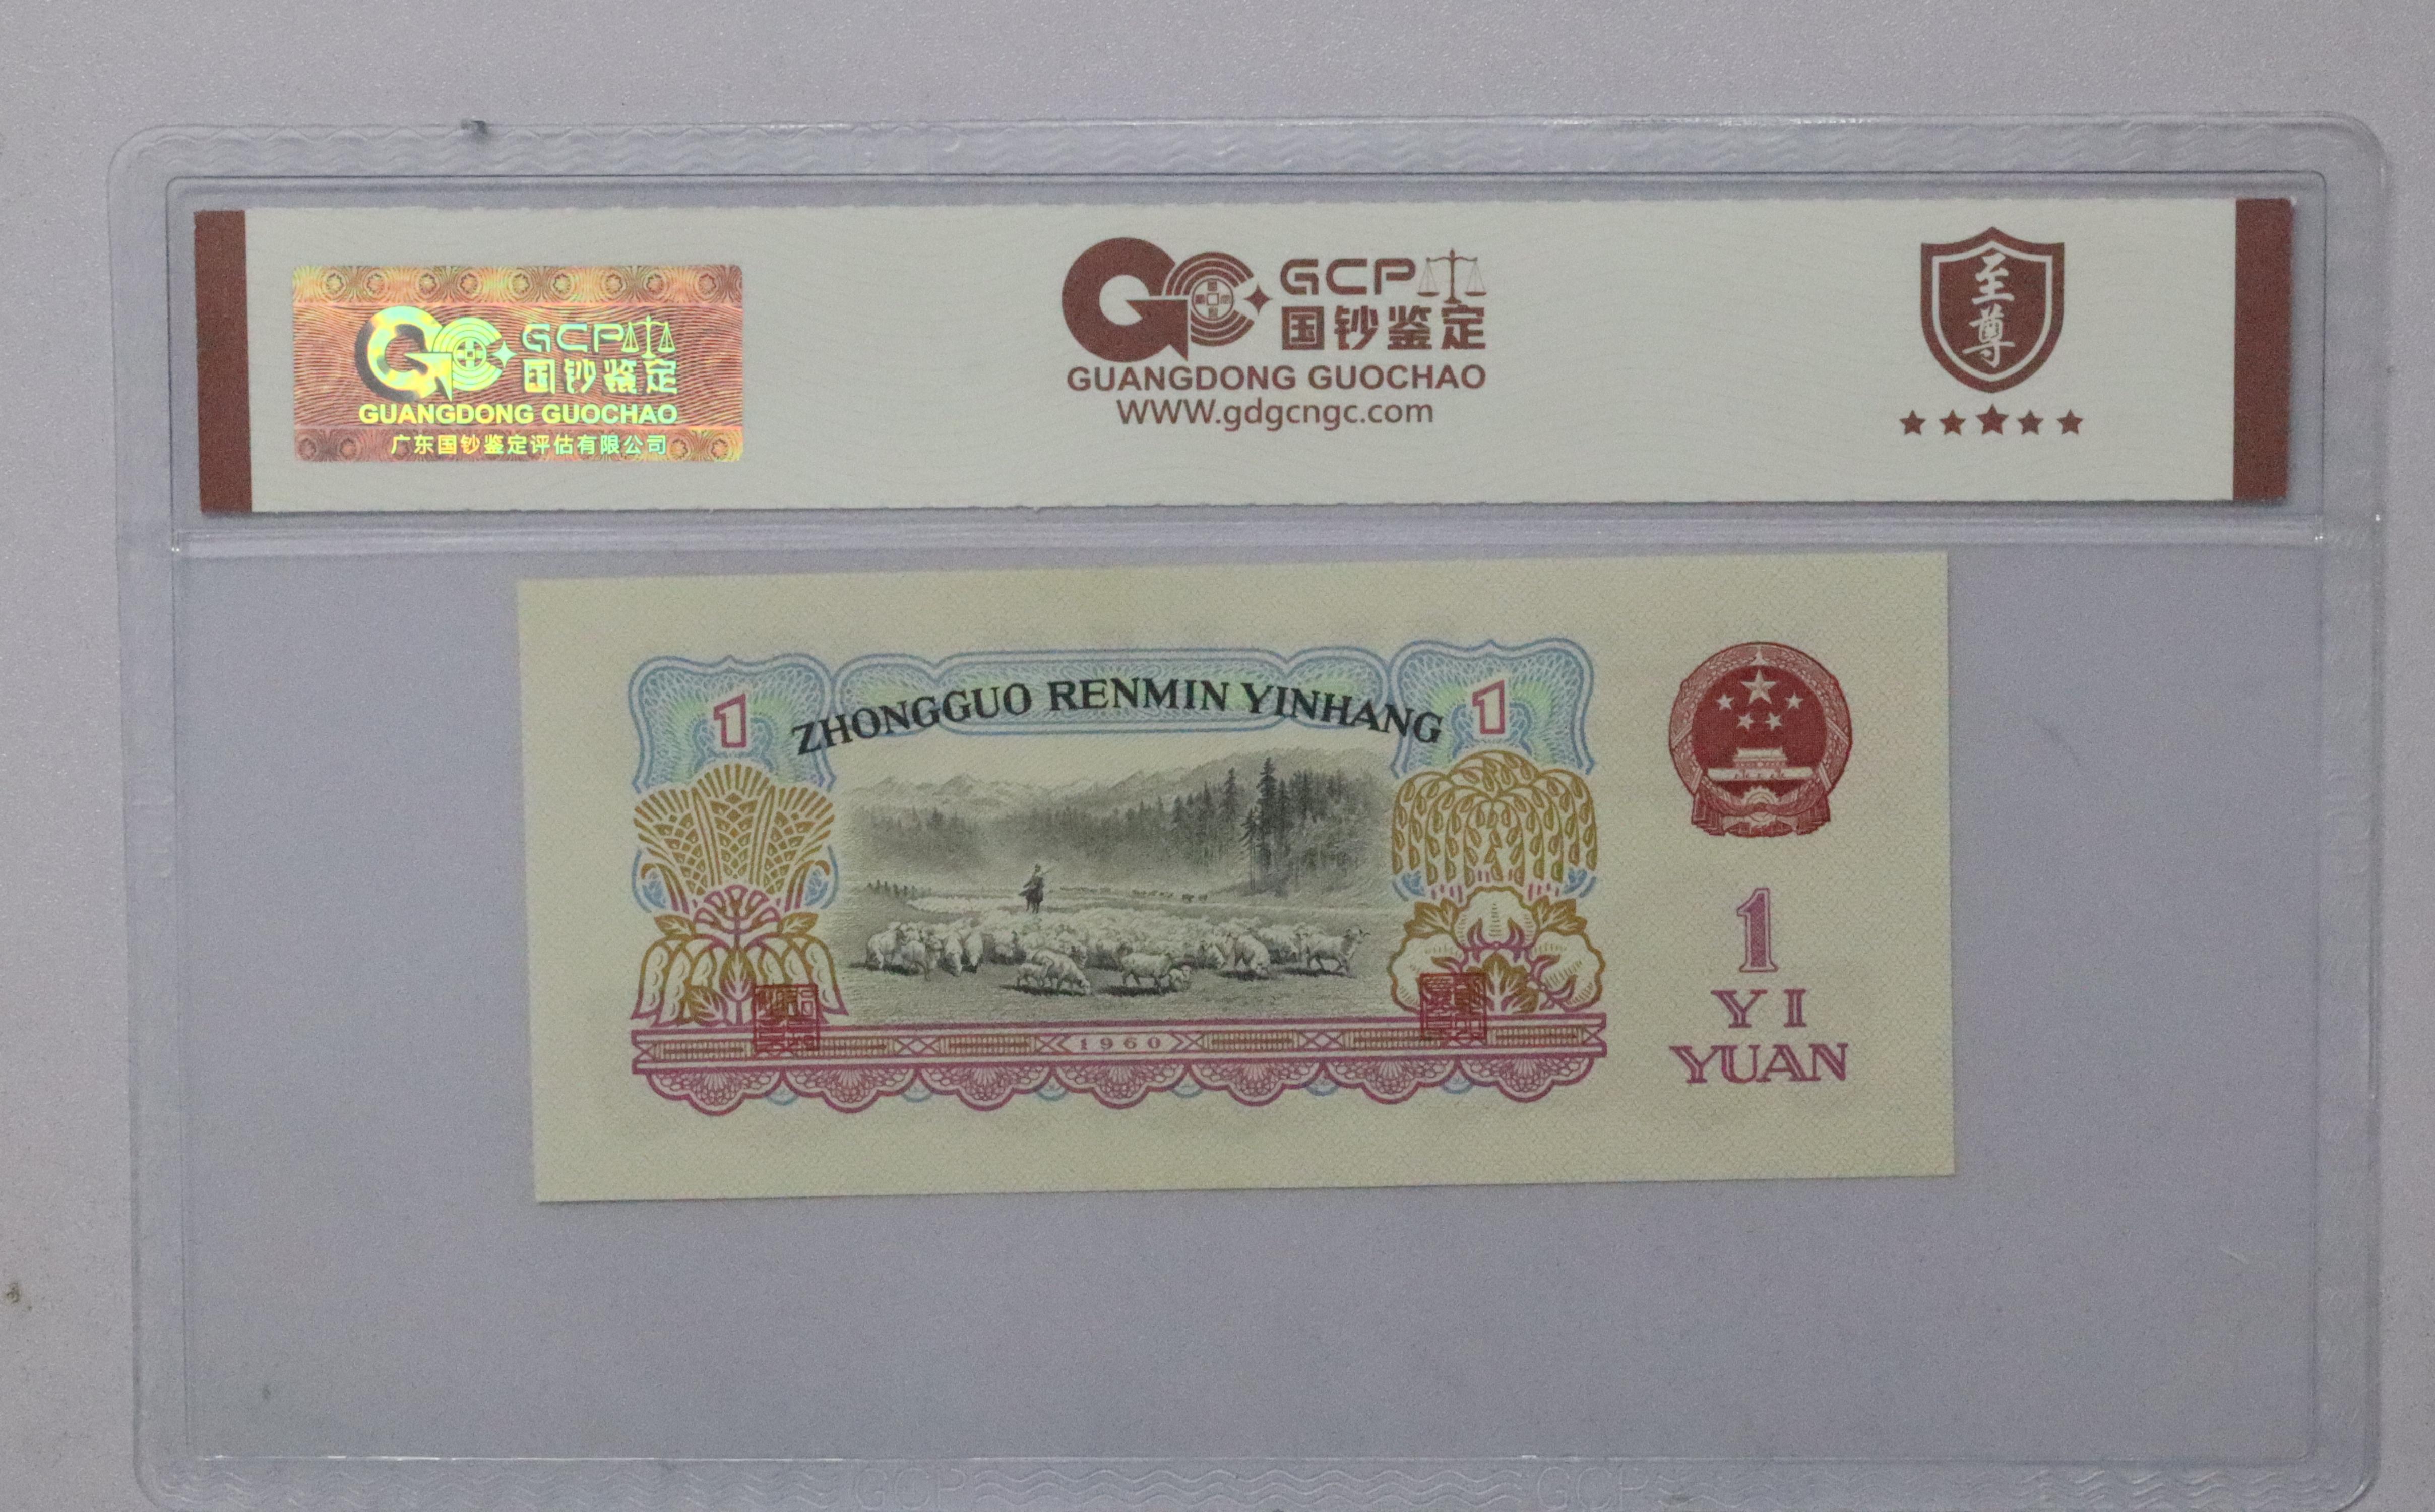 GCP
国钞鉴定
GUANGDONG GUOCHAO
广东国钞鉴定评估有限公司
GCP
国钞鉴定
GUANGDONG GUOCHAO
WWW.gdgcngc.com
至尊
1
ZHONGGUO RENMIN YINHANG
1
1960
1
YI
YUAN
GCP
GCP